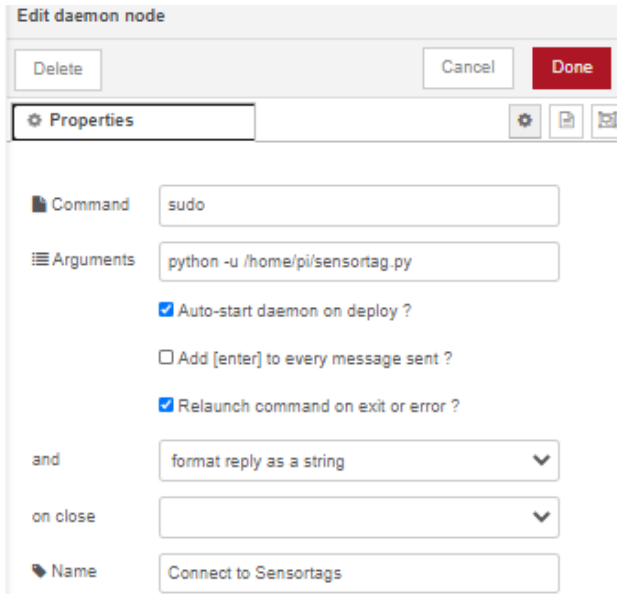 Edit daemon node
Delete
Cancel
Done
Properties
Command
sudo
Arguments
python -u /home/pi/sensortag.py
Auto-start daemon on deploy ?
Add [enter] to every message sent ?
Relaunch command on exit or error ?
and
format reply as a string
on close
Name
Connect to Sensortags